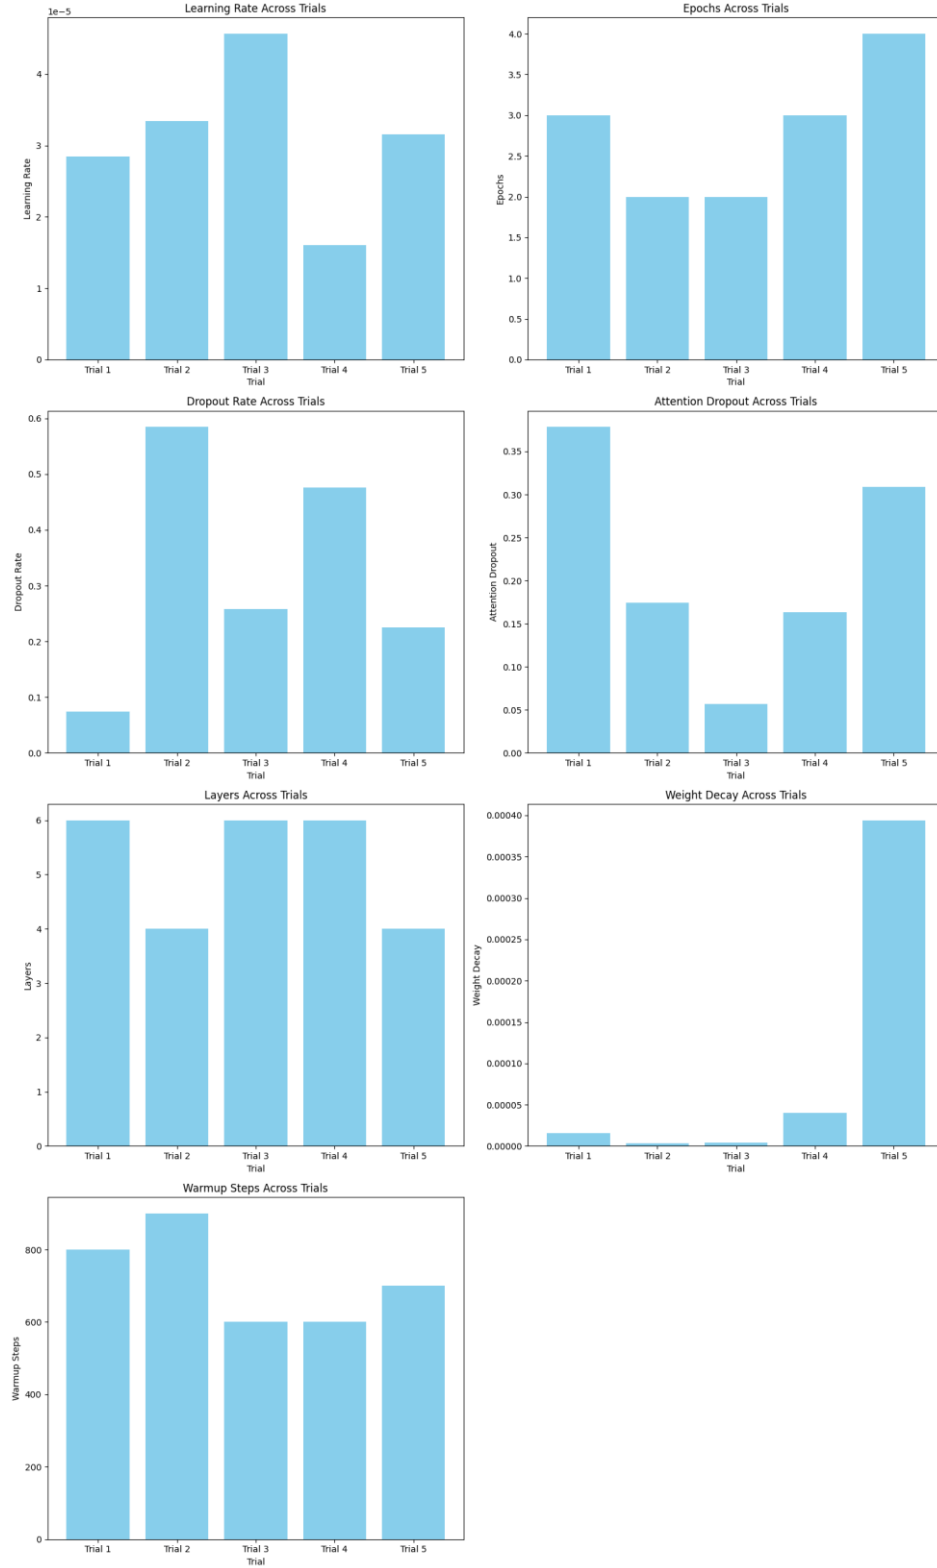 Learning Rate Across Trials
1e−5
4
3
2
1
0
Learning Rate
Trial 1 Trial 2 Trial 3 Trial 4 Trial 5
Trial
Epochs Across Trials
4.0
3.5
3.0
2.5
2.0
1.5
1.0
0.5
0.0
Epochs
Trial 1 Trial 2 Trial 3 Trial 4 Trial 5
Trial
Dropout Rate Across Trials
0.6
0.5
0.4
0.3
0.2
0.1
0.0
Dropout Rate
Trial 1 Trial 2 Trial 3 Trial 4 Trial 5
Trial
Attention Dropout Across Trials
0.35
0.30
0.25
0.20
0.15
0.10
0.05
0.00
Attention Dropout
Trial 1 Trial 2 Trial 3 Trial 4 Trial 5
Trial
Layers Across Trials
6
5
4
3
2
1
0
Layers
Trial 1 Trial 2 Trial 3 Trial 4 Trial 5
Trial
Weight Decay Across Trials
0.00040
0.00035
0.00030
0.00025
0.00020
0.00015
0.00010
0.00005
0.00000
Weight Decay
Trial 1 Trial 2 Trial 3 Trial 4 Trial 5
Trial
Warmup Steps Across Trials
800
600
400
200
0
Warmup Steps
Trial 1 Trial 2 Trial 3 Trial 4 Trial 5
Trial